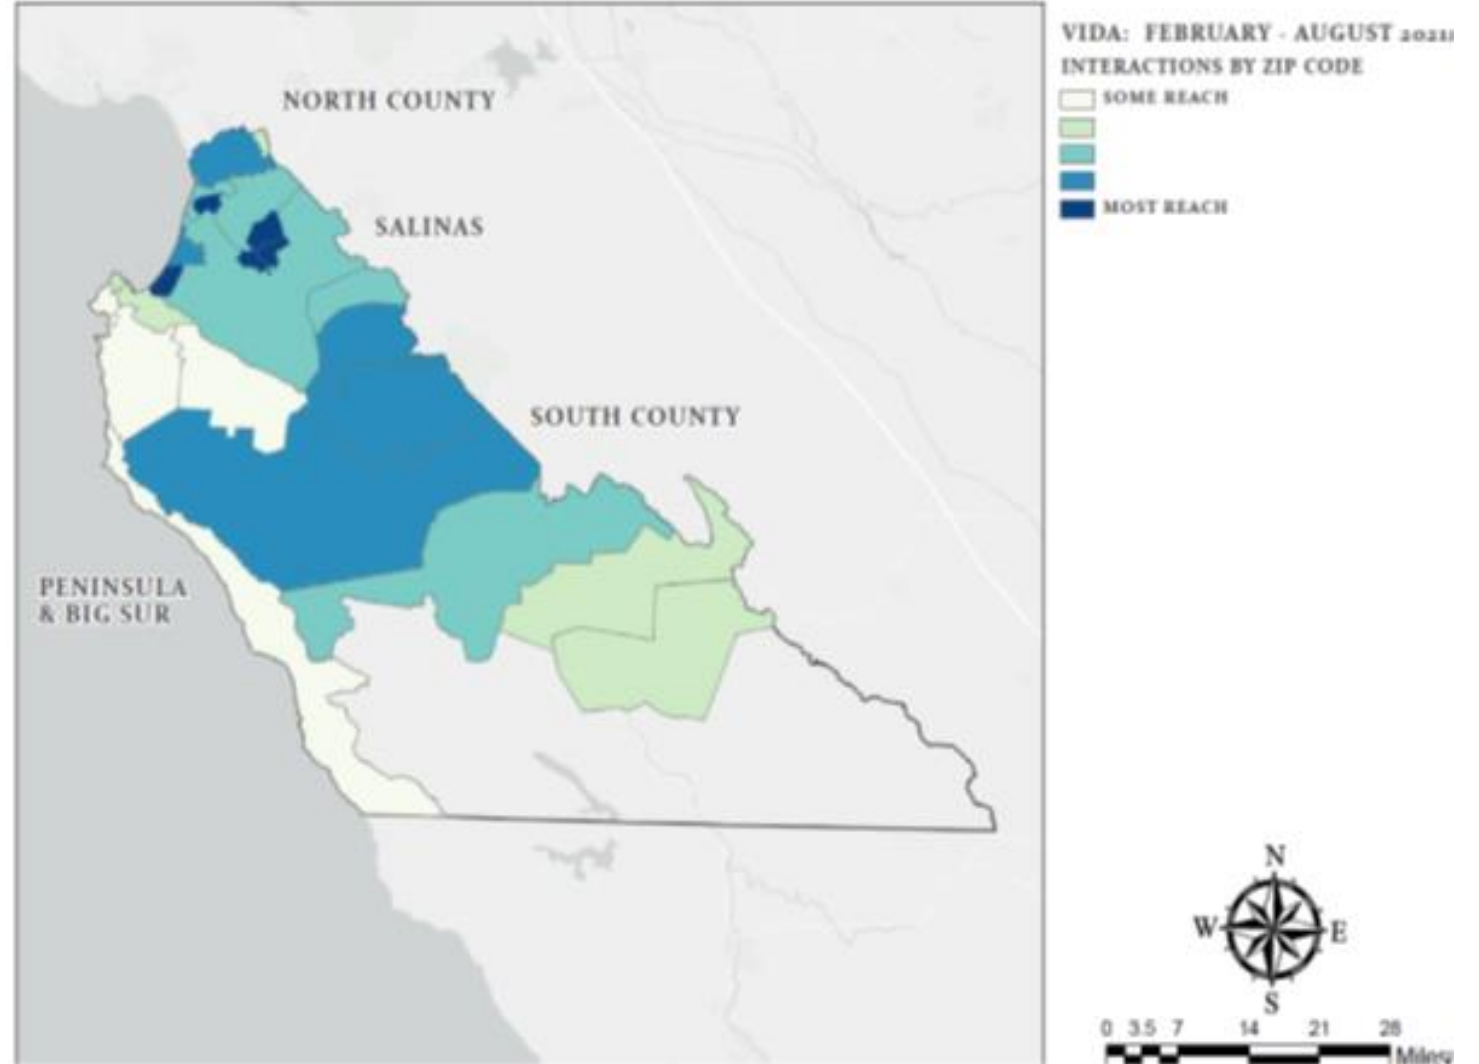 VIDA: FEBRUARY - AUGUST 2021:
INTERACTIONS BY ZIP CODE
SOME REACH
MOST REACH
NORTH COUNTY
SALINAS
SOUTH COUNTY
PENINSULA
& BIG SUR
N
W E
S
0 3.5 7 14 21 28
Miles